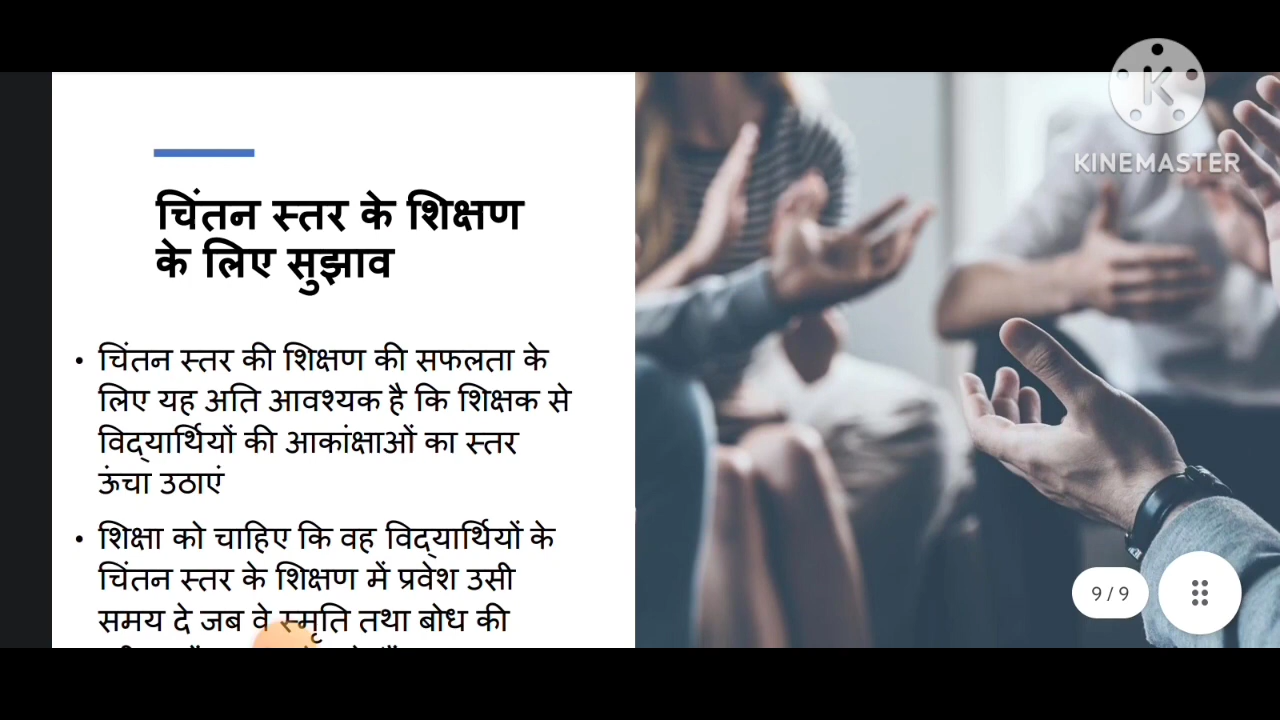 चिंतन स्तर के शिक्षण
के लिए सुझाव
• चिंतन स्तर की शिक्षण की सफलता के
लिए यह अति आवश्यक है कि शिक्षक से
विद्यार्थियों की आकांक्षाओं का स्तर
ऊंचा उठाएं
• शिक्षा को चाहिए कि वह विद्यार्थियों के
चिंतन स्तर के शिक्षण में प्रवेश उसी
समय दे जब वे स्मृति तथा बोध की
K
KINEMASTER
9 / 9